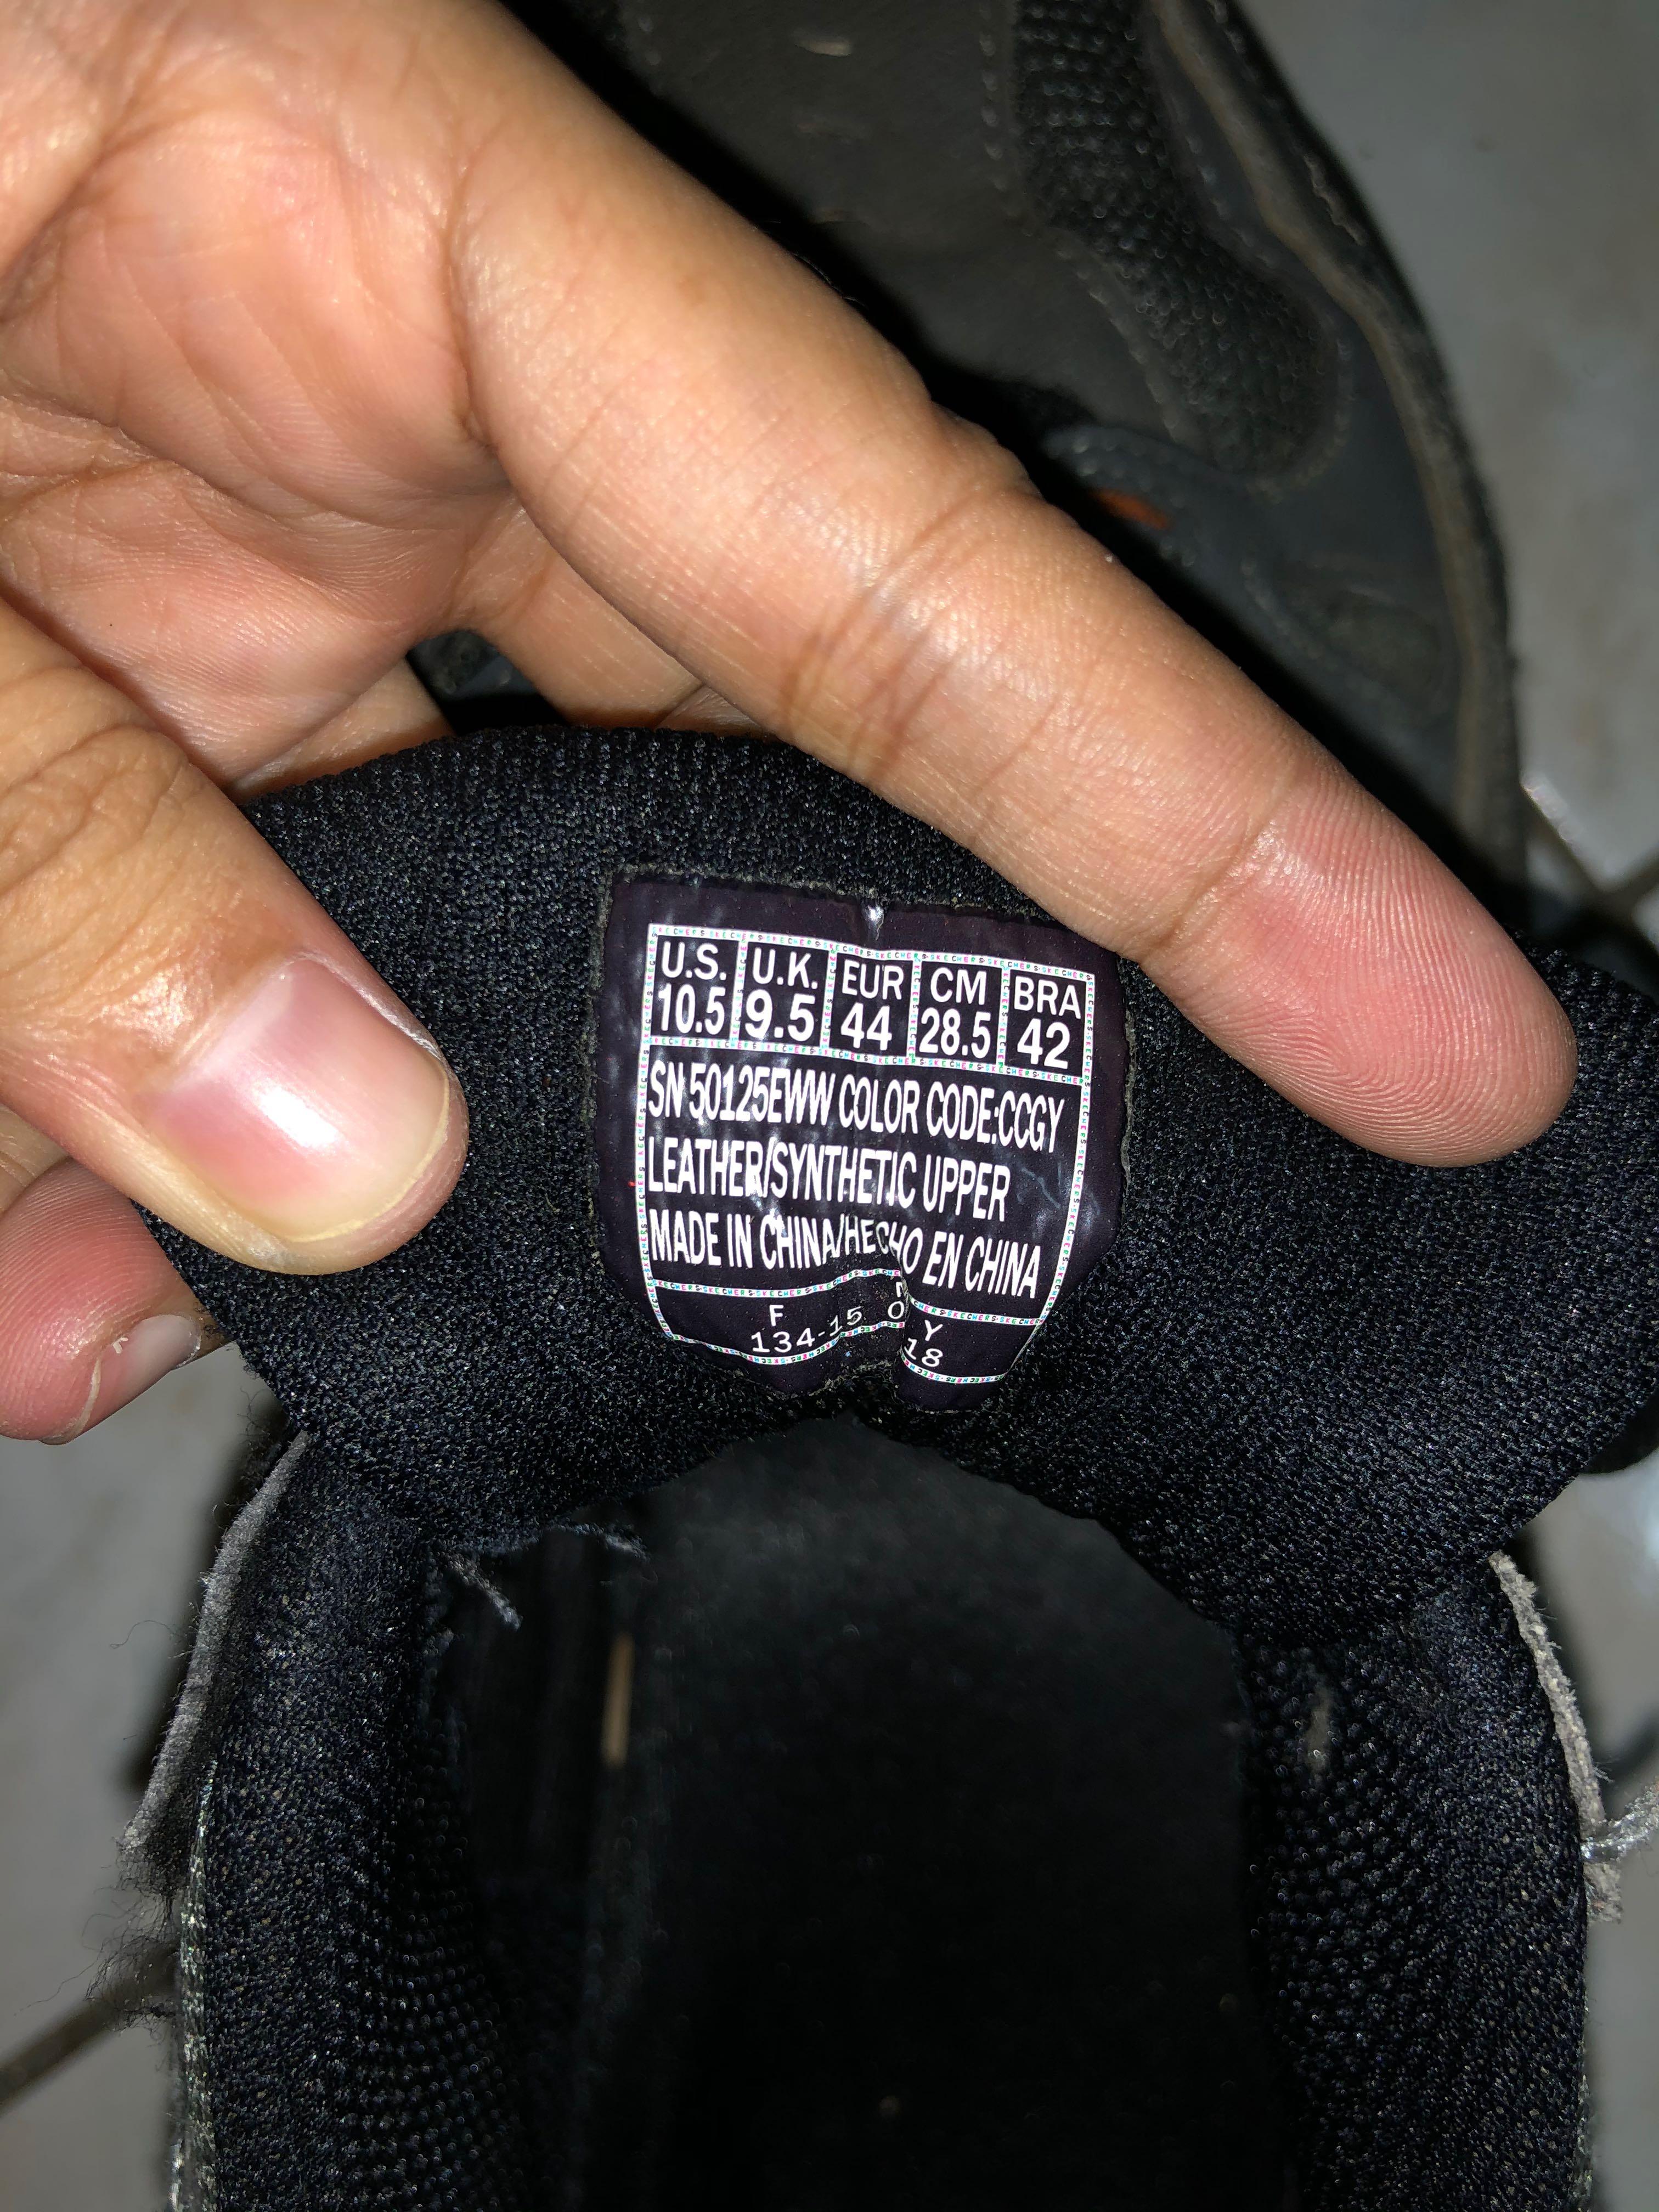 U.S. U.K. EUR CM BRA
10.5 9.5 44 28.5 42
SN 50125EWW COLOR CODE:CCGY
LEATHER/SYNTHETIC UPPER
MADE IN CHINA/HECHO EN CHINA
F Y
134-15 18